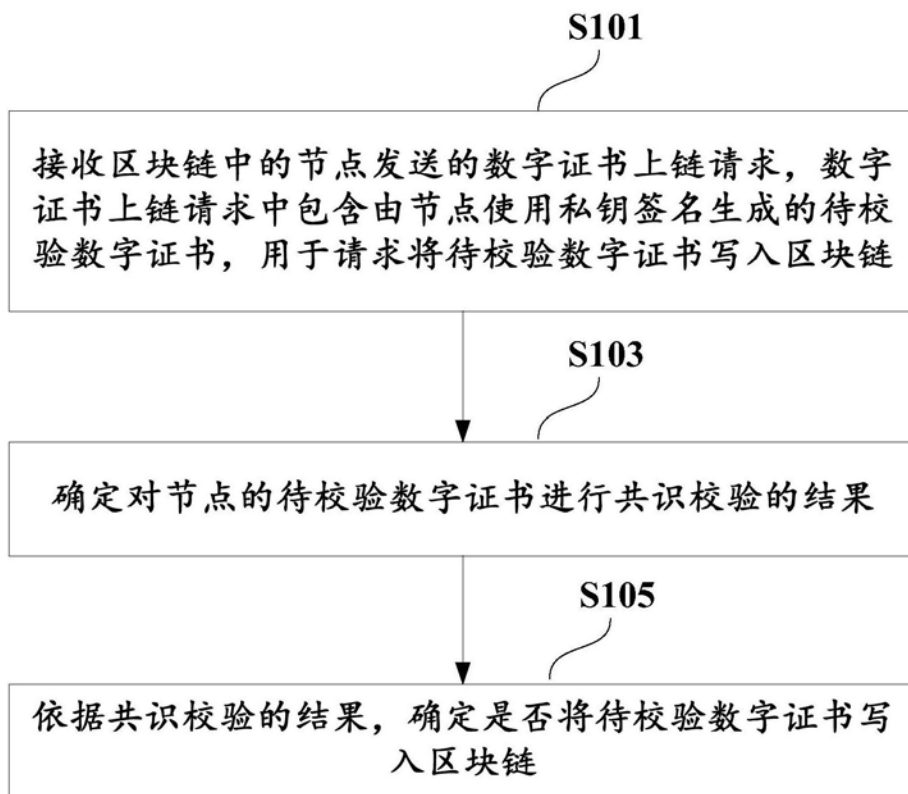 S101
接收区块链中的节点发送的数字证书上链请求，数字
证书上链请求中包含由节点使用私钥签名生成的待校
验数字证书，用于请求将待校验数字证书写入区块链
S103
确定对节点的待校验数字证书进行共识校验的结果
S105
依据共识校验的结果，确定是否将待校验数字证书写
入区块链